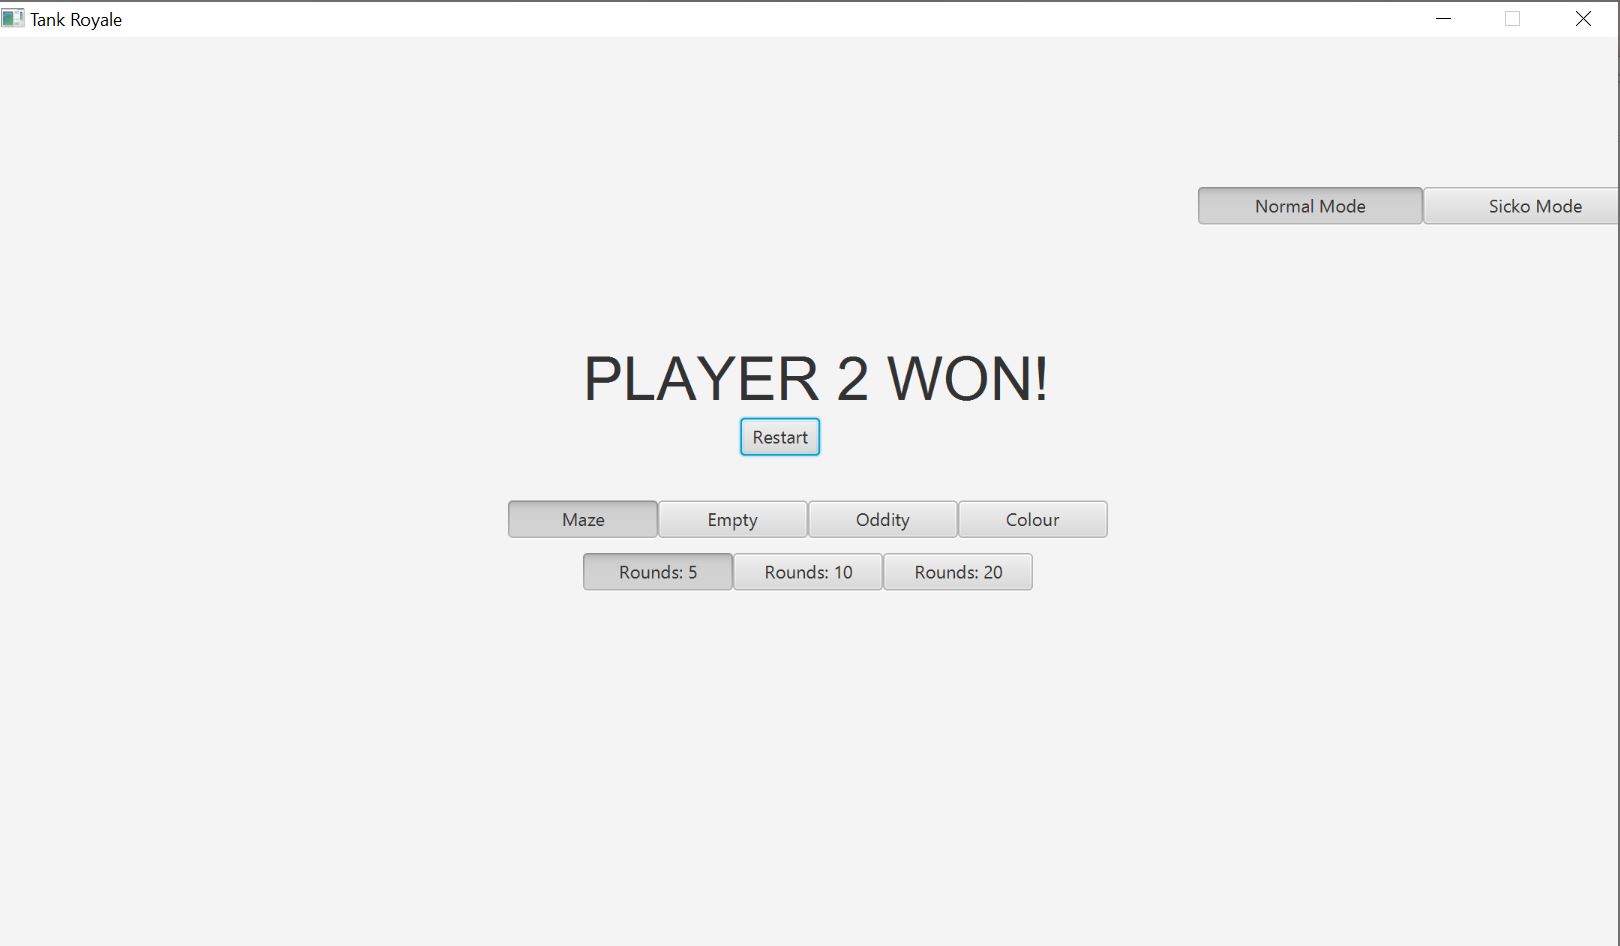 Tank Royale
Normal Mode Sicko Mode
PLAYER 2 WON!
Restart
Maze Empty Oddity Colour
Rounds: 5 Rounds: 10 Rounds: 20